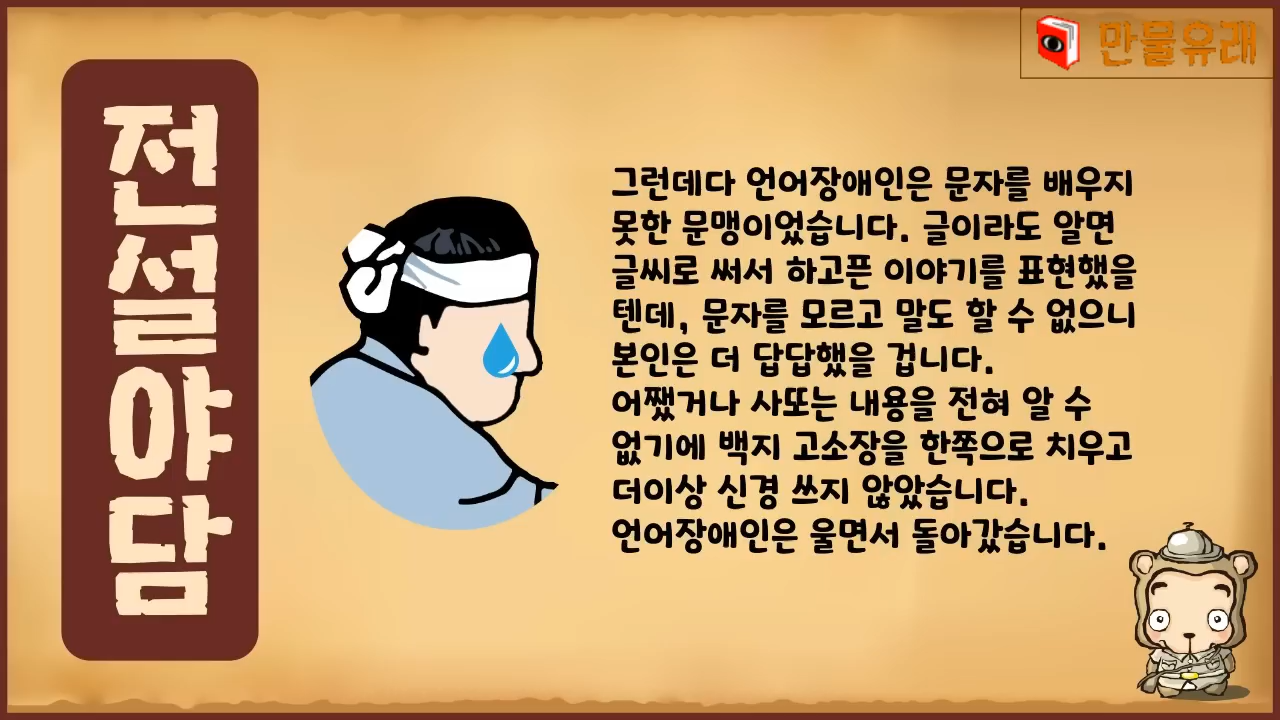 만물유래
전설야담
그런데다 언어장애인은 문자를 배우지
못한 문맹이었습니다. 글이라도 알면
글씨로 써서 하고픈 이야기를 표현했을
텐데, 문자를 모르고 말도 할 수 없으니
본인은 더 답답했을 겁니다.
어쨌거나 사또는 내용을 전혀 알 수
없기에 백지 고소장을 한쪽으로 치우고
더이상 신경 쓰지 않았습니다.
언어장애인은 울면서 돌아갔습니다.